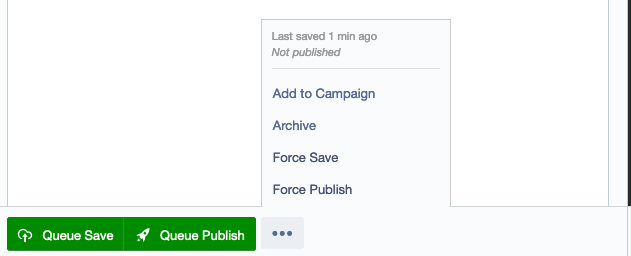 Last saved 1 min ago
Not published
Add to Campaign
Archive
Force Save
Force Publish
Queue Save
Queue Publish